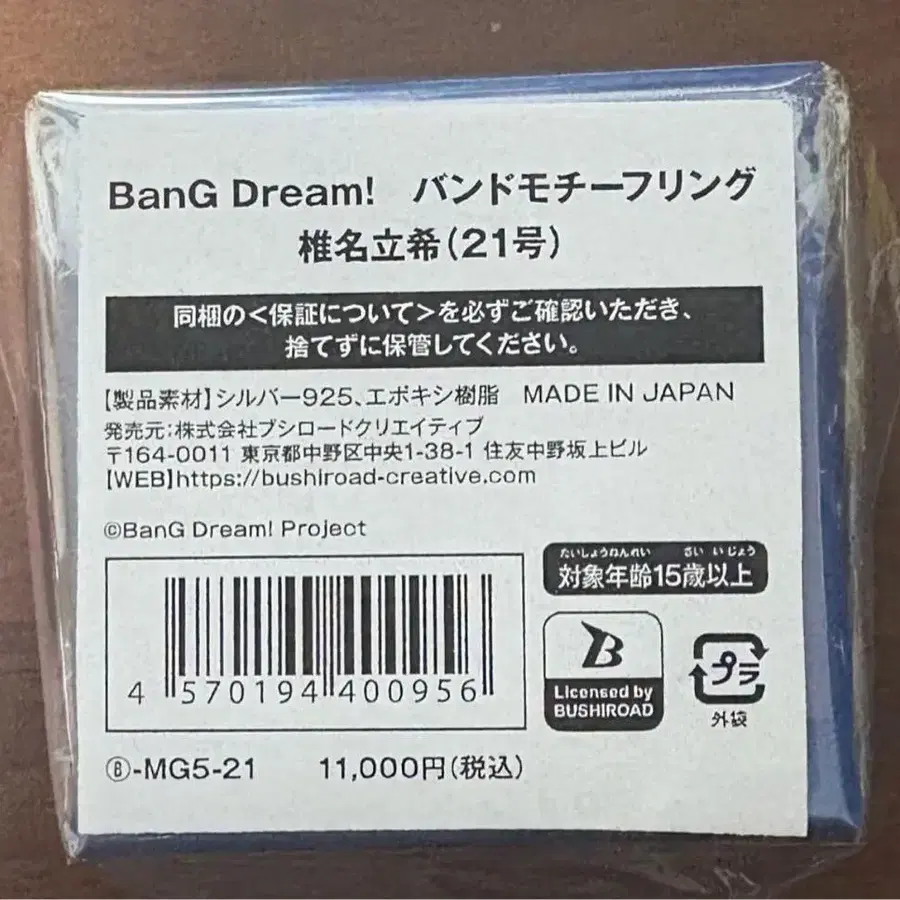 BanG Dream! バンドモチーフリング
椎名立希(21号)
同梱の<保証について>を必ずご確認いただき、
捨てずに保管してください。
【製品素材】シルバー925、エポキシ樹脂 MADE IN JAPAN
発売元:株式会社ブシロードクリエイティブ
〒164-0011 東京都中野区中央1-38-1 住友中野坂上ビル
【WEB】https://bushiroad-creative.com
©BanG Dream! Project
たいしょうねんれい さい いじょう
対象年齢15歳以上
4 570194 400956
B
Licensed by
BUSHIROAD
プラ
外袋
Ⓑ-MG5-21 11,000円(税込)